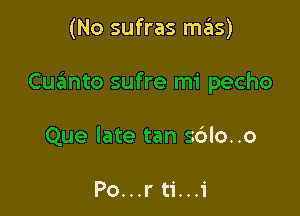 (No sufras más)
Cuánto sufre mi pecho
Que late tan sólo..o
Po...r ti...i